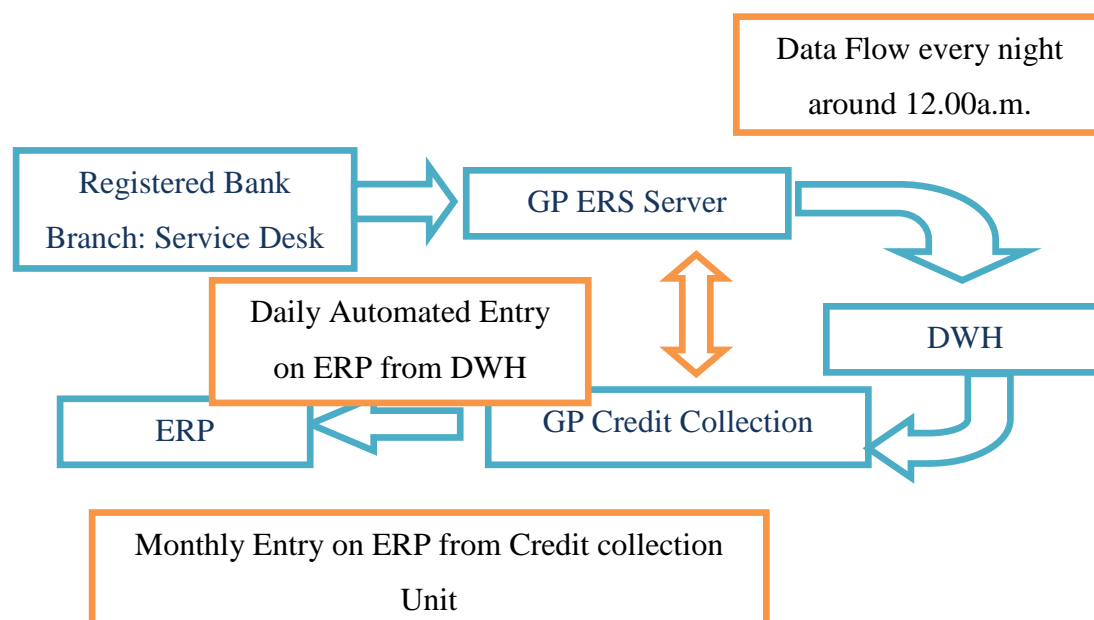 Data Flow every night
around 12.00a.m.
Registered Bank
Branch: Service Desk
GP ERS Server
Daily Automated Entry
on ERP from DWH
DWH
ERP
GP Credit Collection
Monthly Entry on ERP from Credit collection
Unit